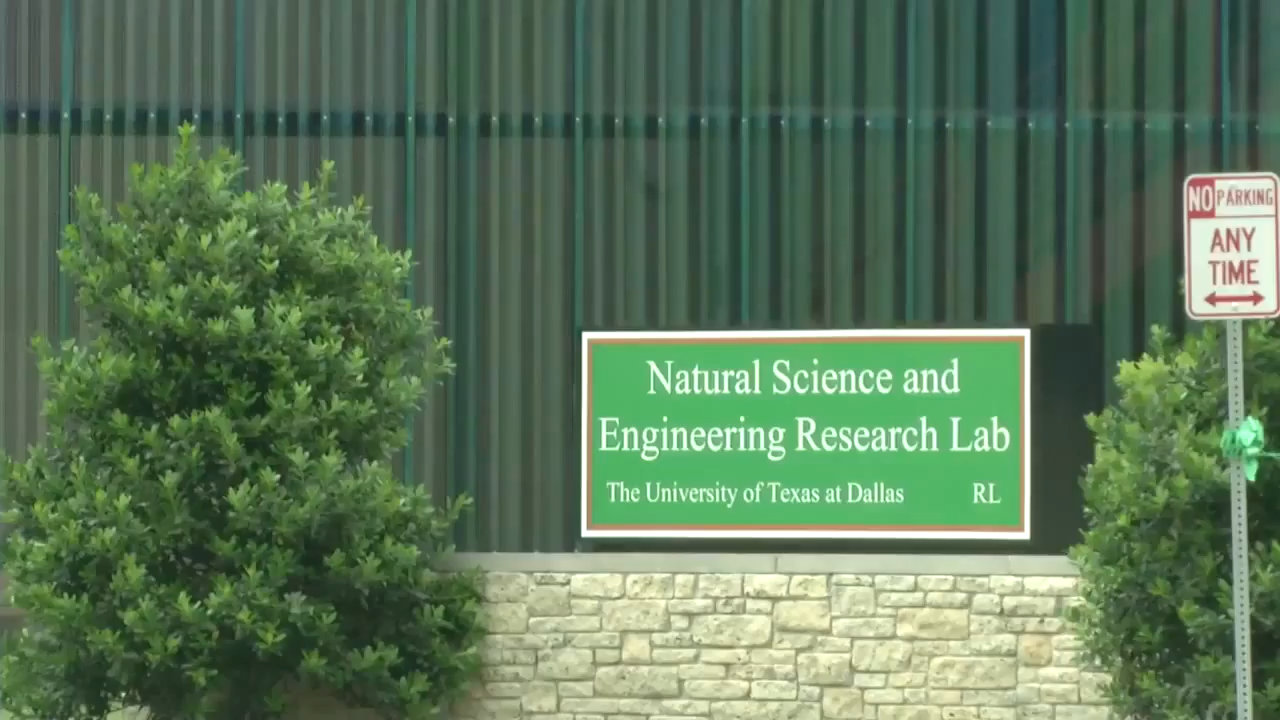 Natural Science and
Engineering Research Lab
The University of Texas at Dallas RL
NO PARKING
ANY
TIME